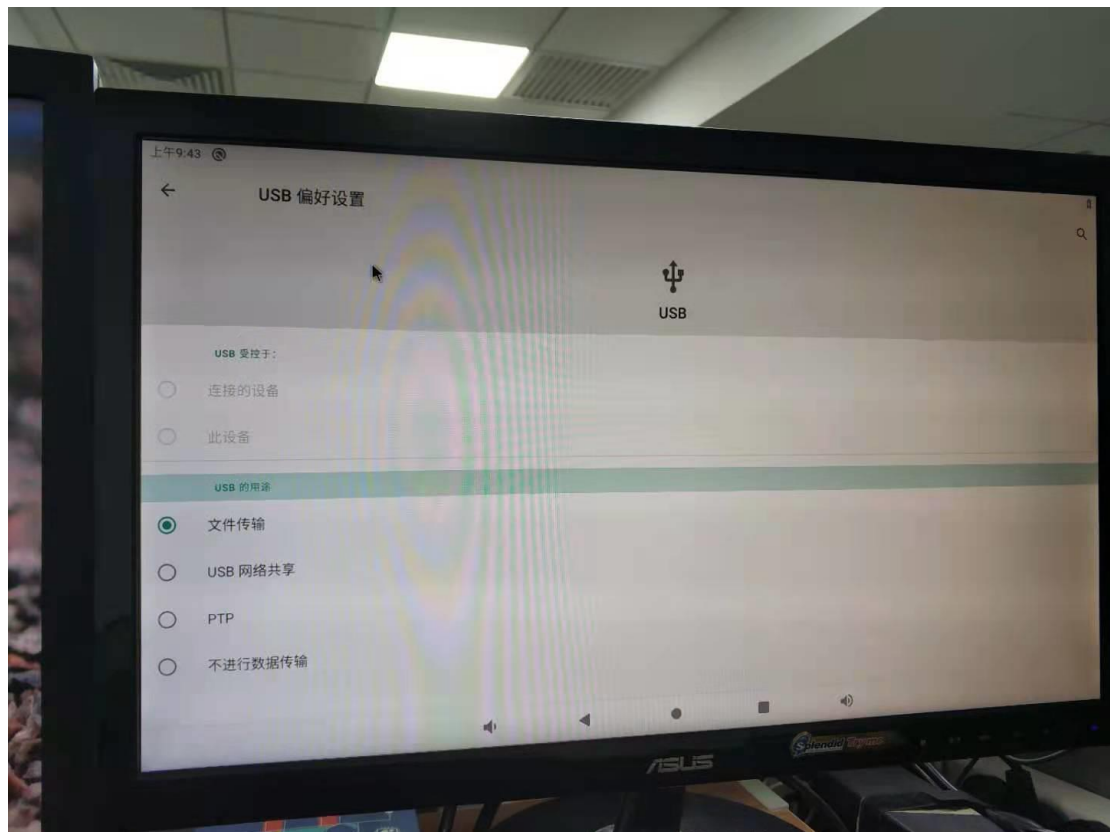 上午9:43
USB 偏好设置
USB
USB 受控于：
连接的设备
此设备
USB 的用途
文件传输
USB 网络共享
PTP
不进行数据传输
ASUS
Splendid